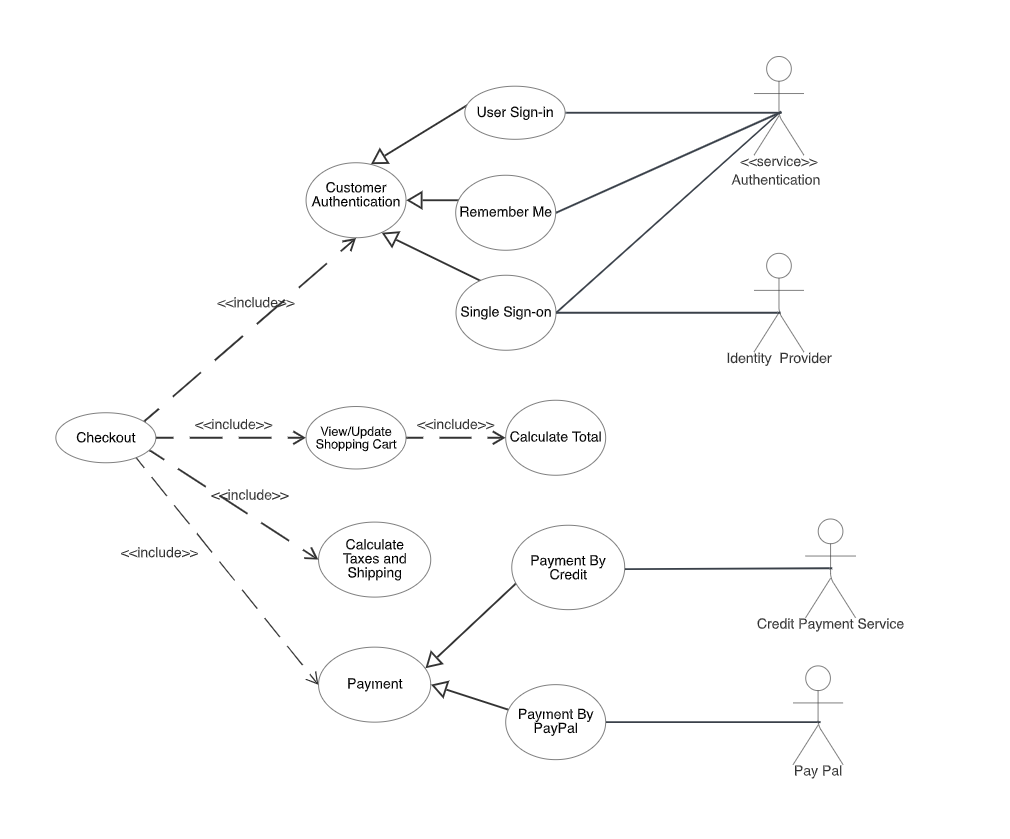 User Sign-in
<<service>>
Authentication
Customer
Authentication
Remember Me
Single Sign-on
<<include>>
Identity Provider
Checkout
<<include>>
View/Update
Shopping Cart
<<include>>
Calculate Total
<<include>>
Calculate
Taxes and
Shipping
<<include>>
Payment By
Credit
Credit Payment Service
Payment
Payment By
PayPal
Pay Pal